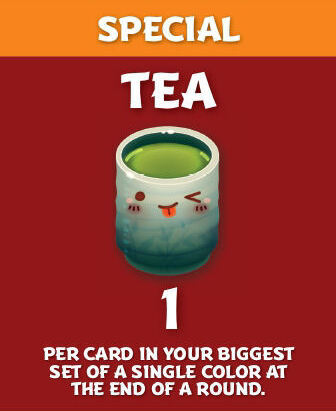 SPECIAL
TEA
1
PER CARD IN YOUR BIGGEST
SET OF A SINGLE COLOR AT
THE END OF A ROUND.